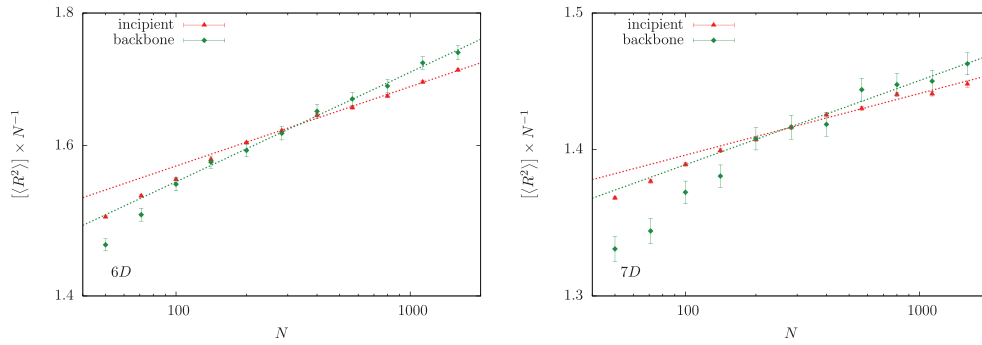 1.8
1.6
1.4
[⟨R²⟩] × N⁻¹
incipient
backbone
6D
100
1000
N
1.5
1.4
1.3
[⟨R²⟩] × N⁻¹
incipient
backbone
7D
100
1000
N